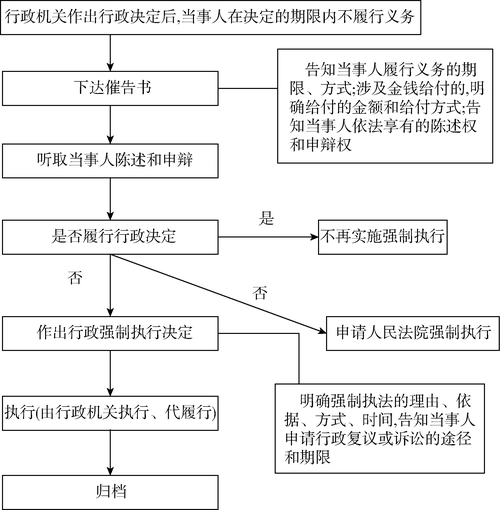 行政机关作出行政决定后,当事人在决定的期限内不履行义务
下达催告书
告知当事人履行义务的期
限、方式;涉及金钱给付的,明
确给付的金额和给付方式;告
知当事人依法享有的陈述权
和申辩权
听取当事人陈述和申辩
是否履行行政决定
是
不再实施强制执行
否
否
作出行政强制执行决定
申请人民法院强制执行
明确强制执法的理由、依
据、方式、时间,告知当事人
申请行政复议或诉讼的途径
和期限
执行(由行政机关执行、代履行)
归档